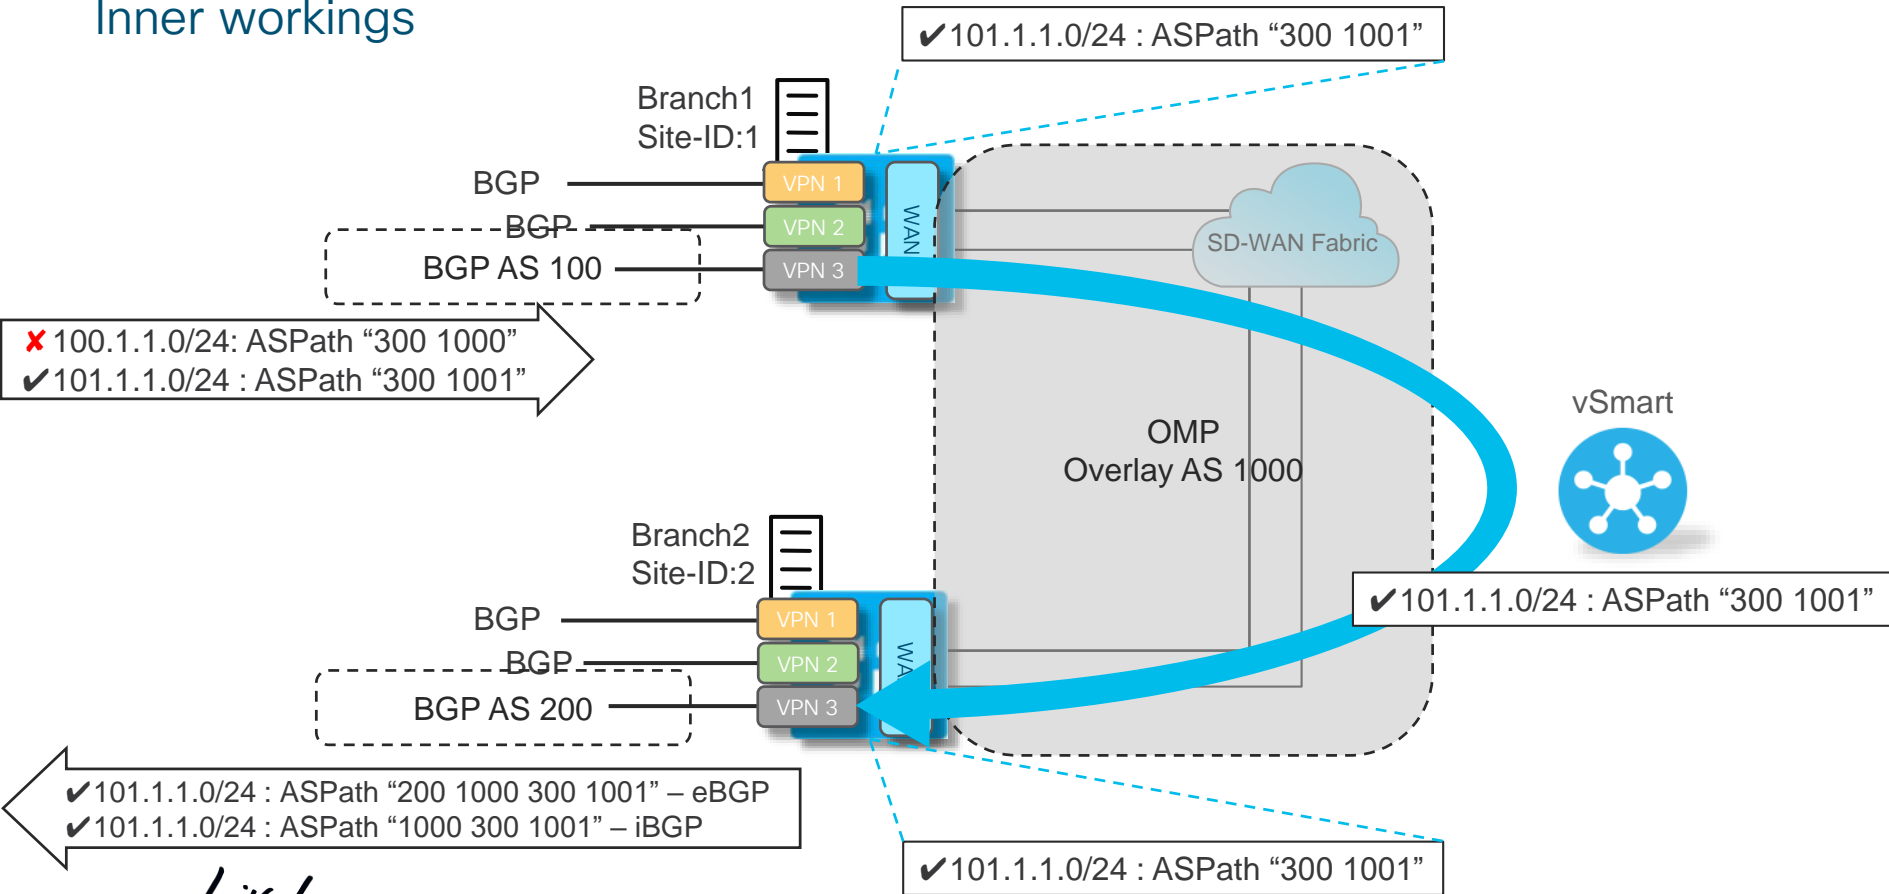 Inner workings
✔101.1.1.0/24 : ASPath “300 1001”
Branch1
Site-ID:1
BGP
VPN 1
BGP
VPN 2
BGP AS 100
VPN 3
WAN
SD-WAN Fabric
✘ 100.1.1.0/24: ASPath “300 1000”
✔101.1.1.0/24 : ASPath “300 1001”
OMP
Overlay AS 1000
vSmart
✔101.1.1.0/24 : ASPath “300 1001”
Branch2
Site-ID:2
BGP
VPN 1
BGP
VPN 2
BGP AS 200
VPN 3
✔101.1.1.0/24 : ASPath “200 1000 300 1001” – eBGP
✔101.1.1.0/24 : ASPath “1000 300 1001” – iBGP
✔101.1.1.0/24 : ASPath “300 1001”